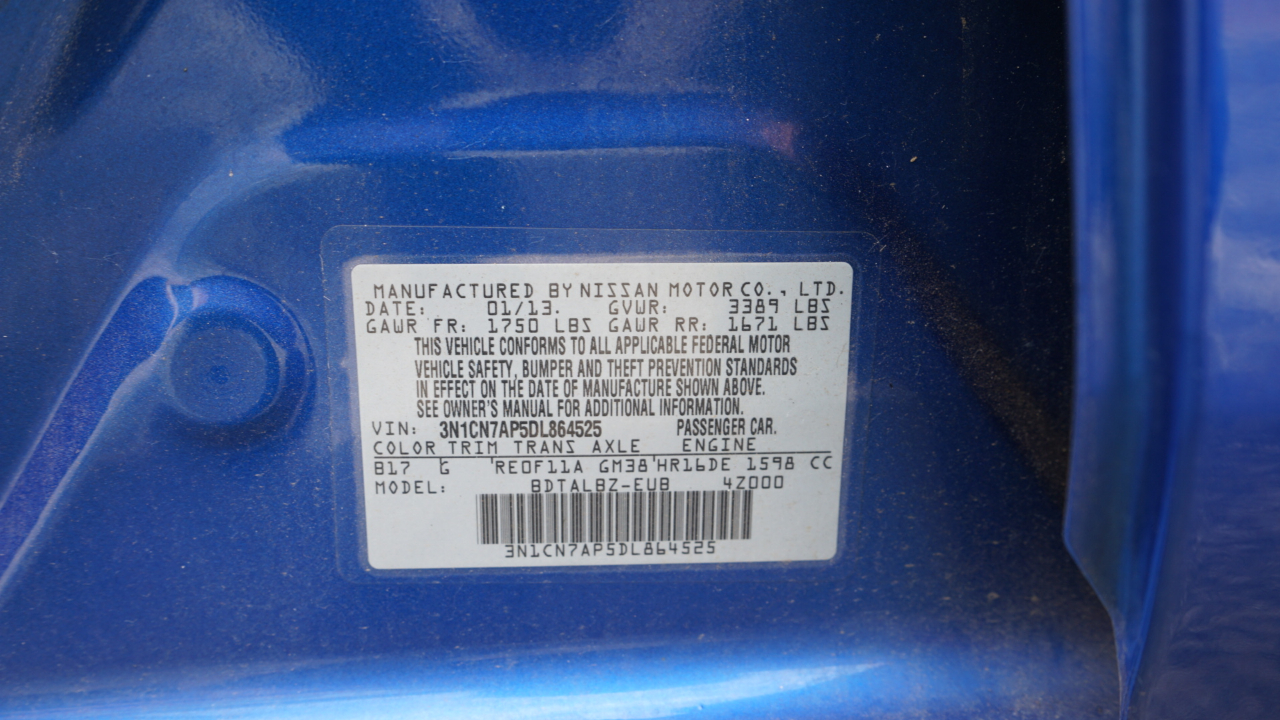 MANUFACTURED BY NISSAN MOTOR CO., LTD.
DATE: 01/13. GVWR: 3389 LBS
GAWR FR: 1750 LBS GAWR RR: 1671 LBS
THIS VEHICLE CONFORMS TO ALL APPLICABLE FEDERAL MOTOR
VEHICLE SAFETY, BUMPER AND THEFT PREVENTION STANDARDS
IN EFFECT ON THE DATE OF MANUFACTURE SHOWN ABOVE.
SEE OWNER'S MANUAL FOR ADDITIONAL INFORMATION.
VIN: 3N1CN7AP5DL864525 PASSENGER CAR.
COLOR TRIM TRANS AXLE ENGINE
B17 G RE0F11A GM38 HR16DE 1598 CC
MODEL: BDTALBZ-EUB 4Z000
3N1CN7AP5DL864525